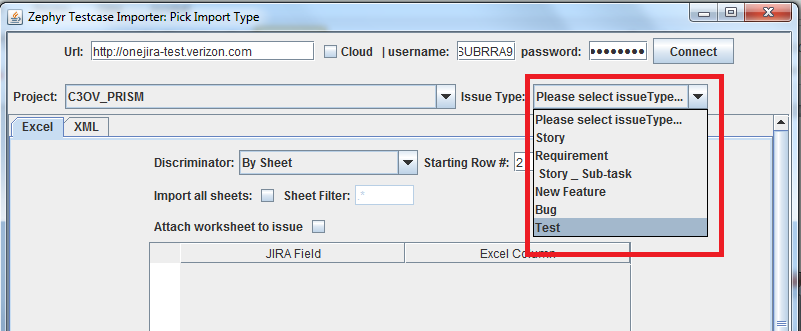 Zephyr Testcase Importer: Pick Import Type
Url: http://onejira-test.verizon.com Cloud | username: SUBRRA9 password: •••••••• Connect
Project: C3OV_PRISM Issue Type: Please select issueType...
Please select issueType...
Story
Requirement
Story _ Sub-task
New Feature
Bug
Test
Excel XML
Discriminator: By Sheet Starting Row #: 2
Import all sheets: Sheet Filter: .*
Attach worksheet to issue
JIRA Field Excel Column